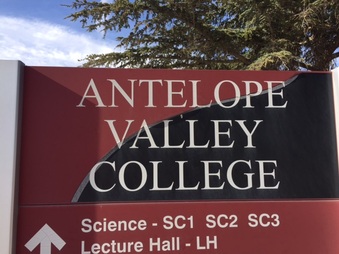 ANTELOPE
VALLEY
COLLEGE
Science - SC1 SC2 SC3
Lecture Hall - LH